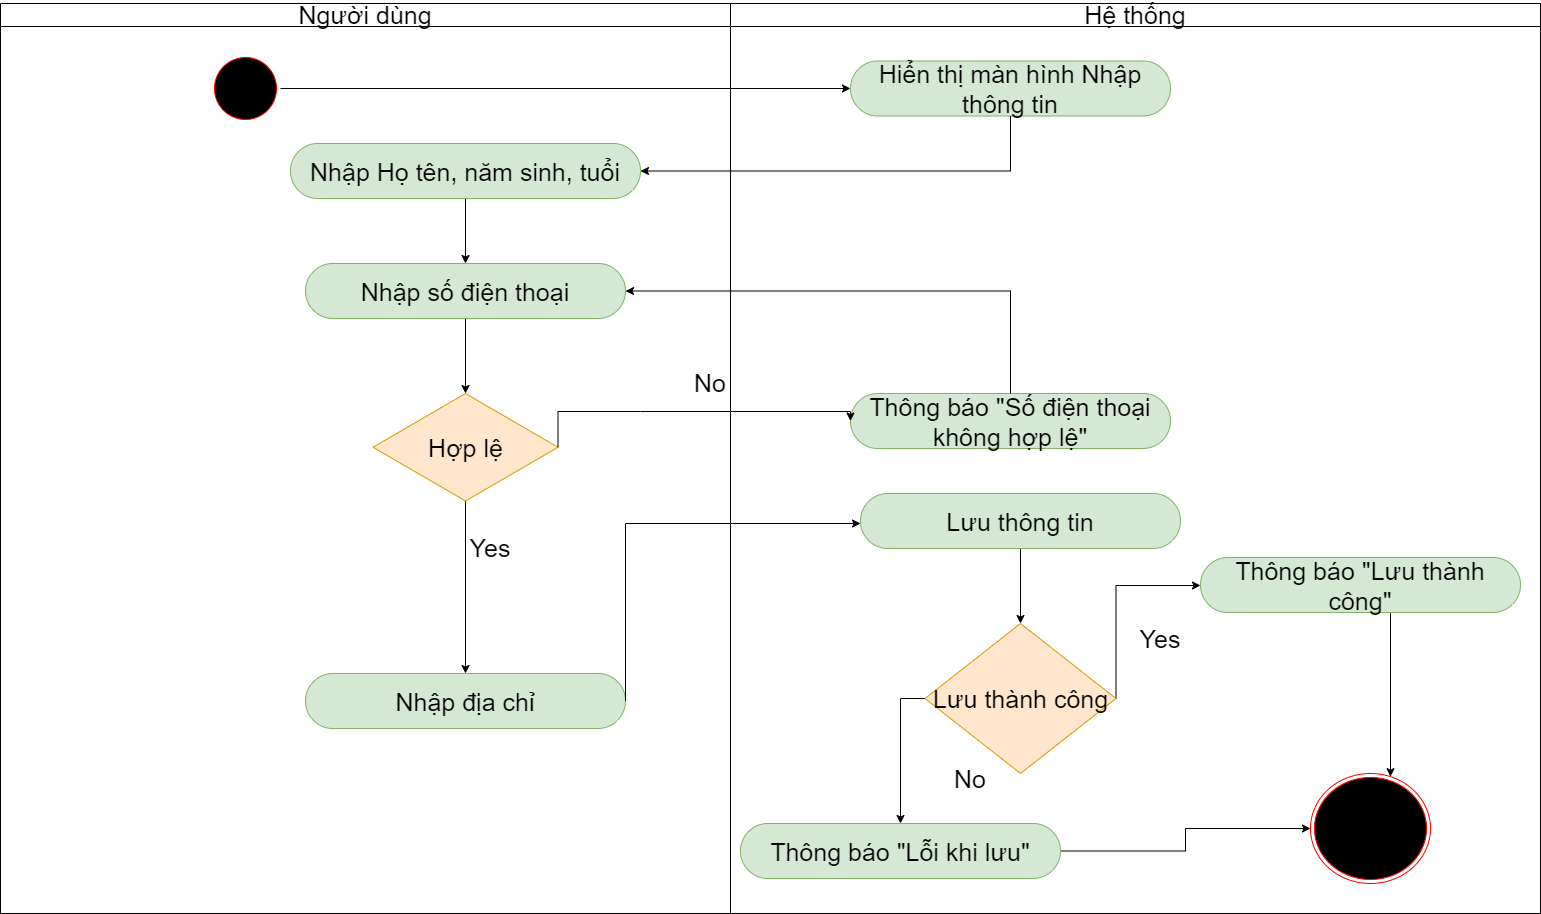 Người dùng
Hệ thống
Hiển thị màn hình Nhập
thông tin
Nhập Họ tên, năm sinh, tuổi
Nhập số điện thoại
No
Thông báo "Số điện thoại
không hợp lệ"
Hợp lệ
Yes
Lưu thông tin
Thông báo "Lưu thành
công"
Yes
Nhập địa chỉ
Lưu thành công
No
Thông báo "Lỗi khi lưu"